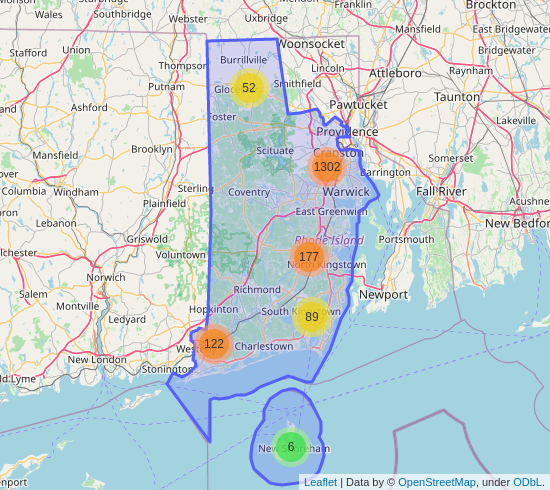 Wales
Southbridge
Webster
Uxbridge
Franklin
Brockton
East Bridgewater
Mansfield
Bridgewater
Stafford
Union
Woonsocket
Burrillville
Thompson
Lincoln
Attleboro
Raynham
Putnam
52
Smithfield
Taunton
Ashford
Pawtucket
Foster
Lakeville
Providence
Mansfield
Brooklyn
Scituate
Cranston
Somerset
1302
Barrington
Columbia
Windham
Sterling
Coventry
Warwick
Fall River
Plainfield
Acushnet
Lebanon
East Greenwich
New Bedford
Griswold
Rhode Island
Portsmouth
Voluntown
177
North Kingstown
Norwich
Richmond
Newport
Salem
Montville
Hopkinton
South Kingstown
Ledyard
89
122
Charlestown
New London
Stonington
Old Lyme
6
New Shoreham
Leaflet | Data by © OpenStreetMap, under ODbL.